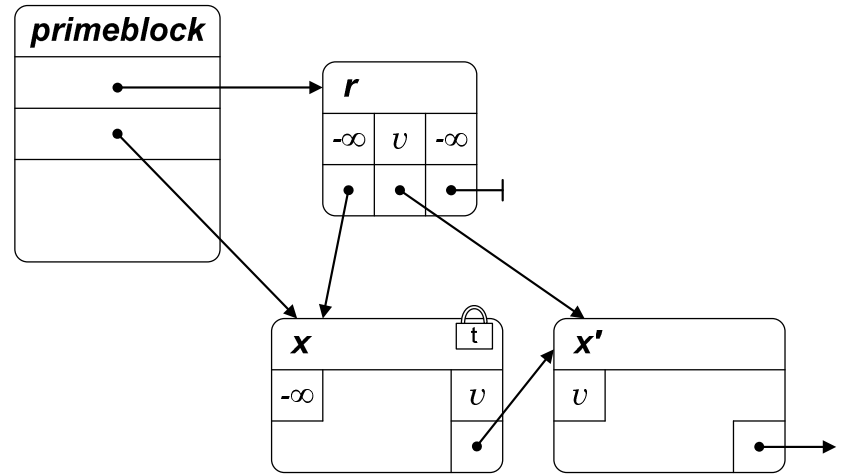 primeblock
r
-∞ v -∞
x t x'
-∞ v v